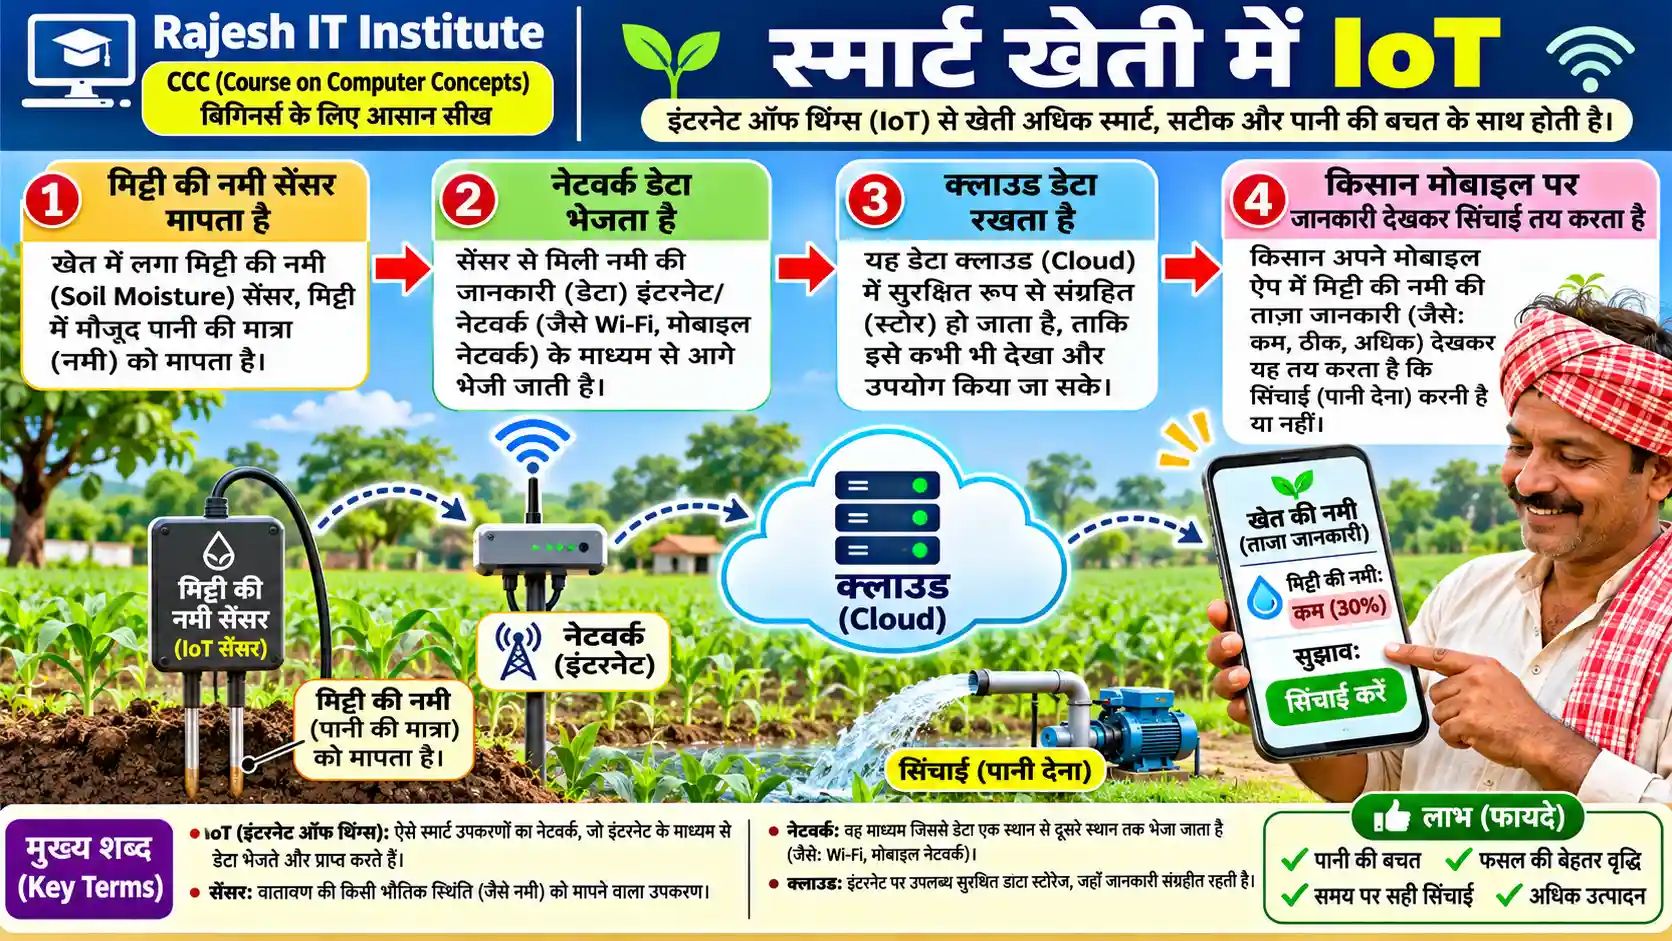 Rajesh IT Institute
CCC (Course on Computer Concepts)
बिगिनर्स के लिए आसान सीख
स्मार्ट खेती में IoT
इंटरनेट ऑफ थिंग्स (IoT) से खेती अधिक स्मार्ट, सटीक और पानी की बचत के साथ होती है।
1
मिट्टी की नमी सेंसर
मापता है
खेत में लगा मिट्टी की नमी
(Soil Moisture) सेंसर, मिट्टी
में मौजूद पानी की मात्रा
(नमी) को मापता है।
2
नेटवर्क डेटा
भेजता है
सेंसर से मिली नमी की
जानकारी (डेटा) इंटरनेट/
नेटवर्क (जैसे Wi-Fi, मोबाइल
नेटवर्क) के माध्यम से आगे
भेजी जाती है।
3
क्लाउड डेटा
रखता है
यह डेटा क्लाउड (Cloud)
में सुरक्षित रूप से संग्रहित
(स्टोर) हो जाता है, ताकि
इसे कभी भी देखा और
उपयोग किया जा सके।
4
किसान मोबाइल पर
जानकारी देखकर सिंचाई तय करता है
किसान अपने मोबाइल
ऐप में मिट्टी की नमी की
ताज़ा जानकारी (जैसे:
कम, ठीक, अधिक) देखकर
यह तय करता है कि
सिंचाई (पानी देना) करनी है
या नहीं।
मिट्टी की
नमी सेंसर
(IoT सेंसर)
मिट्टी की नमी
(पानी की मात्रा)
को मापता है।
नेटवर्क
(इंटरनेट)
क्लाउड
(Cloud)
सिंचाई (पानी देना)
खेत की नमी
(ताजा जानकारी)
मिट्टी की नमी:
कम (30%)
सुझाव:
सिंचाई करें
मुख्य शब्द
(Key Terms)
• IoT (इंटरनेट ऑफ थिंग्स): ऐसे स्मार्ट उपकरणों का नेटवर्क, जो इंटरनेट के माध्यम से
डेटा भेजते और प्राप्त करते हैं।
• सेंसर: वातावण की किसी भौतिक स्थिंति (जैसे नमी) को मापने वाला उपकरण।
• नेटवर्क: वह माध्यम जिससे डेटा एक स्थान से दूसरे स्थान तक भेजा जाता है
(जैसे: Wi-Fi, मोबाइल नेटवर्क)।
• क्लाउड: इंटरनेट पर उपलब्ध सुरक्षित डाटा स्टोरेज, जहाँ जानकारी संग्रहीत रहती है।
लाभ (फायदे)
✓ पानी की बचत ✓ फसल की बेहतर वृद्धि
✓ समय पर सही सिंचाई ✓ अधिक उत्पादन